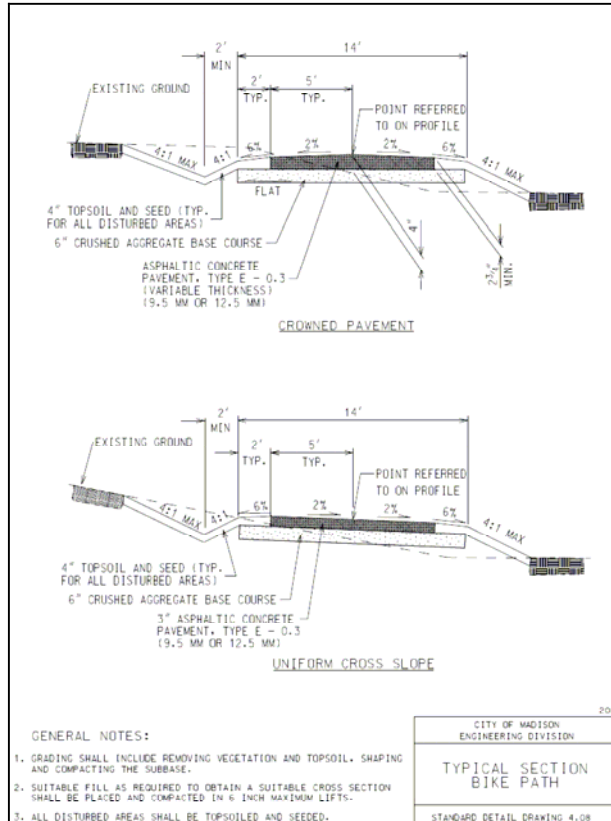 2'
14'
MIN
EXISTING GROUND
2'
5'
TYP.
TYP.
POINT REFERRED
TO ON PROFILE
4:1 MAX
4:1
6%
2%
2%
6%
4:1 MAX
FLAT
4" TOPSOIL AND SEED (TYP.
FOR ALL DISTURBED AREAS)
6" CRUSHED AGGREGATE BASE COURSE
4"
2¾"
MIN.
ASPHALTIC CONCRETE
PAVEMENT, TYPE E - 0.3
(VARIABLE THICKNESS)
(9.5 MM OR 12.5 MM)
CROWNED PAVEMENT
2'
14'
MIN
EXISTING GROUND
2'
5'
TYP.
TYP.
POINT REFERRED
TO ON PROFILE
4:1 MAX
4:1
6%
2%
2%
6%
4:1 MAX
4" TOPSOIL AND SEED (TYP.
FOR ALL DISTURBED AREAS)
6" CRUSHED AGGREGATE BASE COURSE
3" ASPHALTIC CONCRETE
PAVEMENT, TYPE E - 0.3
(9.5 MM OR 12.5 MM)
UNIFORM CROSS SLOPE
20
GENERAL NOTES:
1. GRADING SHALL INCLUDE REMOVING VEGETATION AND TOPSOIL, SHAPING
AND COMPACTING THE SUBBASE.
2. SUITABLE FILL AS REQUIRED TO OBTAIN A SUITABLE CROSS SECTION
SHALL BE PLACED AND COMPACTED IN 6 INCH MAXIMUM LIFTS.
3. ALL DISTURBED AREAS SHALL BE TOPSOILED AND SEEDED.
CITY OF MADISON
ENGINEERING DIVISION
TYPICAL SECTION
BIKE PATH
STANDARD DETAIL DRAWING 4.08